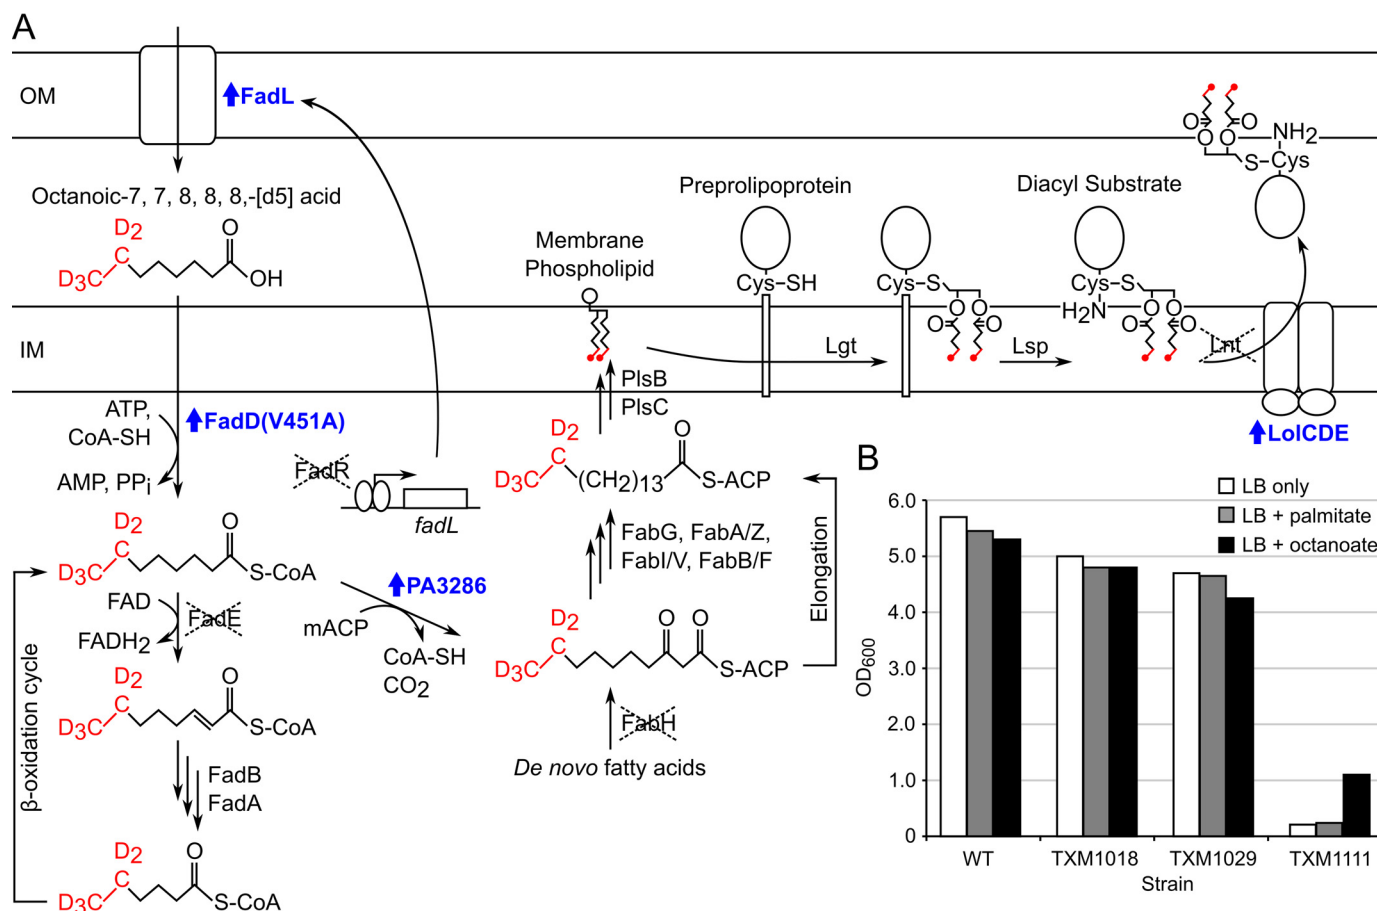 A
OM
FadL
Octanoic-7, 7, 8, 8, 8,-[d5] acid
D2
O
C
D3C
OH
IM
ATP,
CoA-SH
AMP, PPi
FadD(V451A)
FadR
fadL
D2
O
C
D3C
S-CoA
FAD
FADH2
FadE
β-oxidation cycle
D2
O
C
D3C
S-CoA
FadB
FadA
D2
O
C
D3C
S-CoA
PA3286
mACP
CoA-SH
CO2
Membrane
Phospholipid
O
PlsB
PlsC
D2
O
C
D3C
(CH2)13
S-ACP
FabG, FabA/Z,
FabI/V, FabB/F
Elongation
D2
O O
C
D3C
S-ACP
FabH
De novo fatty acids
Preprolipoprotein
Cys-SH
Lgt
Cys-S
O O
O O
Lsp
Diacyl Substrate
Cys-S
H2N
O O
O O
Lnt
LolCDE
O O
O O
NH2
S-Cys
B
LB only
LB + palmitate
LB + octanoate
6.0
5.0
4.0
3.0
2.0
1.0
0
OD600
WT TXM1018 TXM1029 TXM1111
Strain